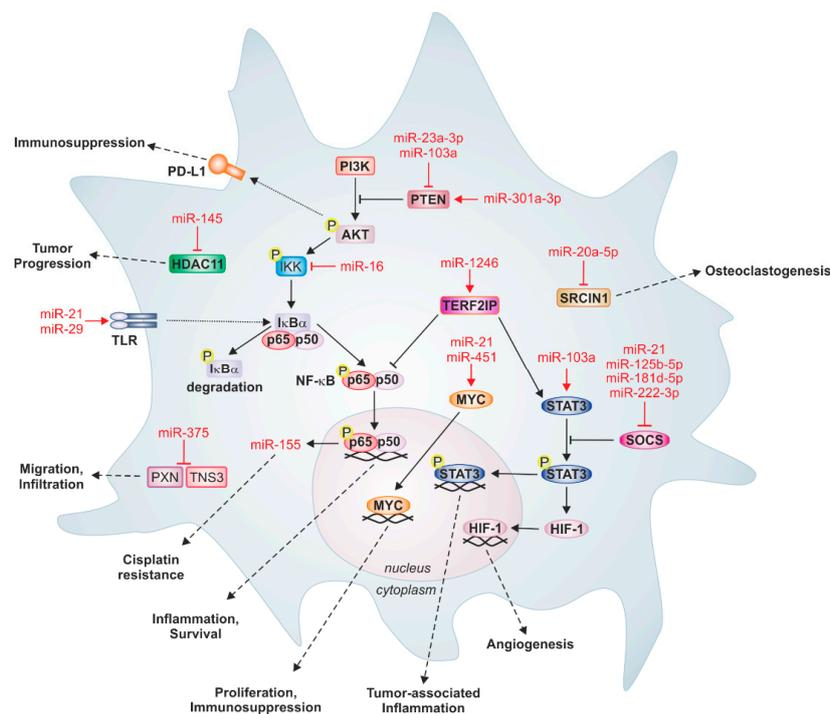 miR-23a-3p
miR-103a
Immunosuppression
PD-L1
PI3K
PTEN
miR-301a-3p
miR-145
P
AKT
Tumor
Progression
HDAC11
P
IKK
miR-16
miR-1246
miR-20a-5p
Osteoclastogenesis
SRCIN1
TERF2IP
miR-21
miR-29
TLR
IκBα
p65 p50
miR-21
miR-451
miR-103a
miR-21
miR-125b-5p
miR-181d-5p
miR-222-3p
P
IκBα
degradation
NF-κB
P
p65 p50
MYC
STAT3
SOCS
miR-375
miR-155
P
p65 p50
Migration,
Infiltration
PXN
TNS3
P
STAT3
P
STAT3
MYC
HIF-1
HIF-1
Cisplatin
resistance
nucleus
cytoplasm
Inflammation,
Survival
Angiogenesis
Proliferation,
Immunosuppression
Tumor-associated
Inflammation